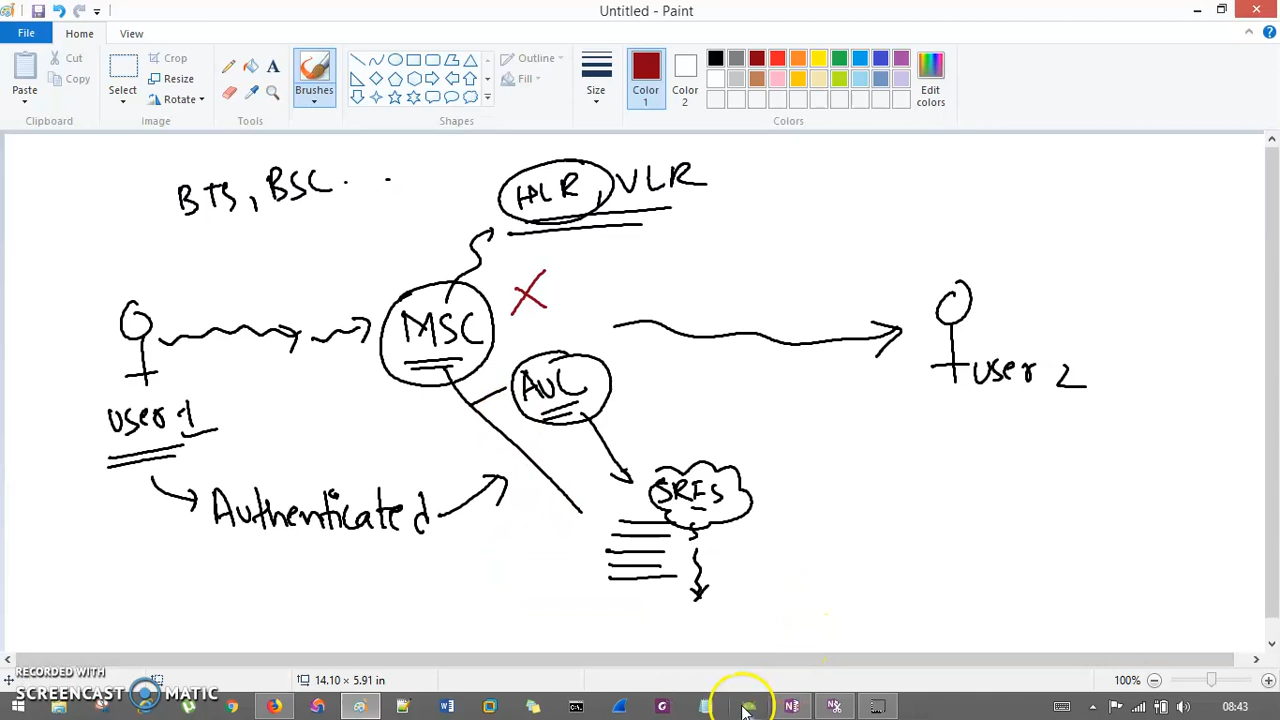 Untitled - Paint
File Home View
Paste
Cut
Copy
Clipboard
Select
Crop
Resize
Rotate
Image
Tools
Brushes
Shapes
Outline
Fill
Size
Color 1
Color 2
Edit colors
Colors
BTS, BSC . .
HLR, VLR
MSC
AUC
user 1
user 2
Authenticated
SRES
RECORDED WITH
SCREENCAST MATIC
14.10 × 5.91 in
100%
08:43